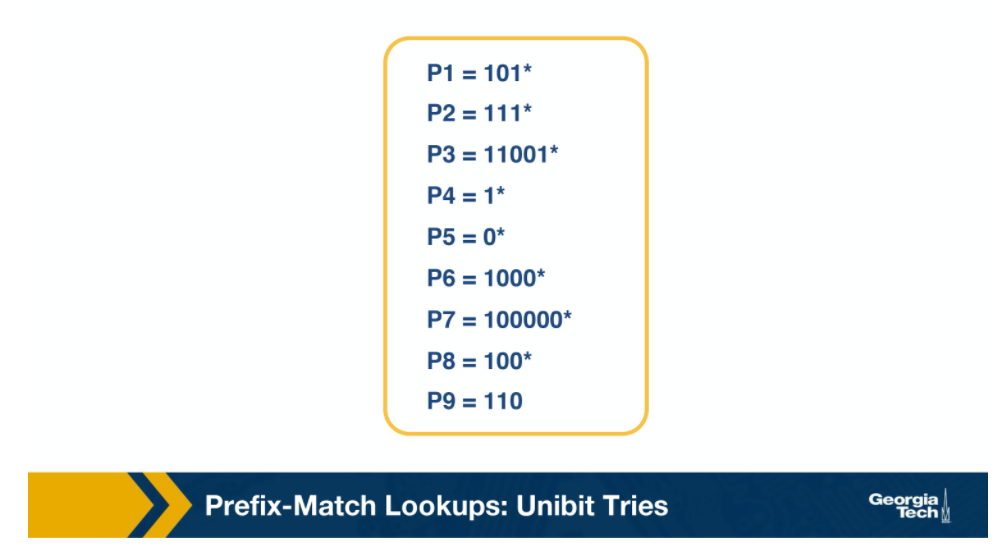 P1 = 101*
P2 = 111*
P3 = 11001*
P4 = 1*
P5 = 0*
P6 = 1000*
P7 = 100000*
P8 = 100*
P9 = 110
Prefix-Match Lookups: Unibit Tries
Georgia
Tech